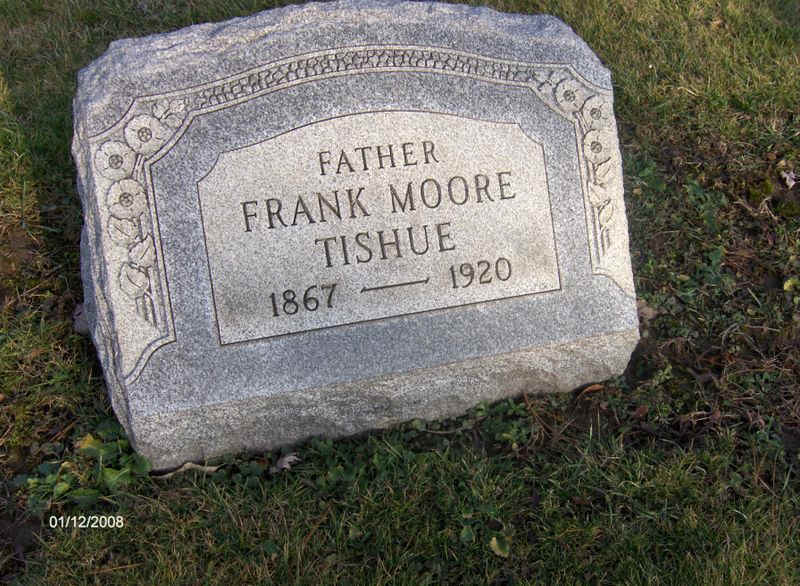 FATHER
FRANK MOORE
TISHUE
1867 — 1920
01/12/2008